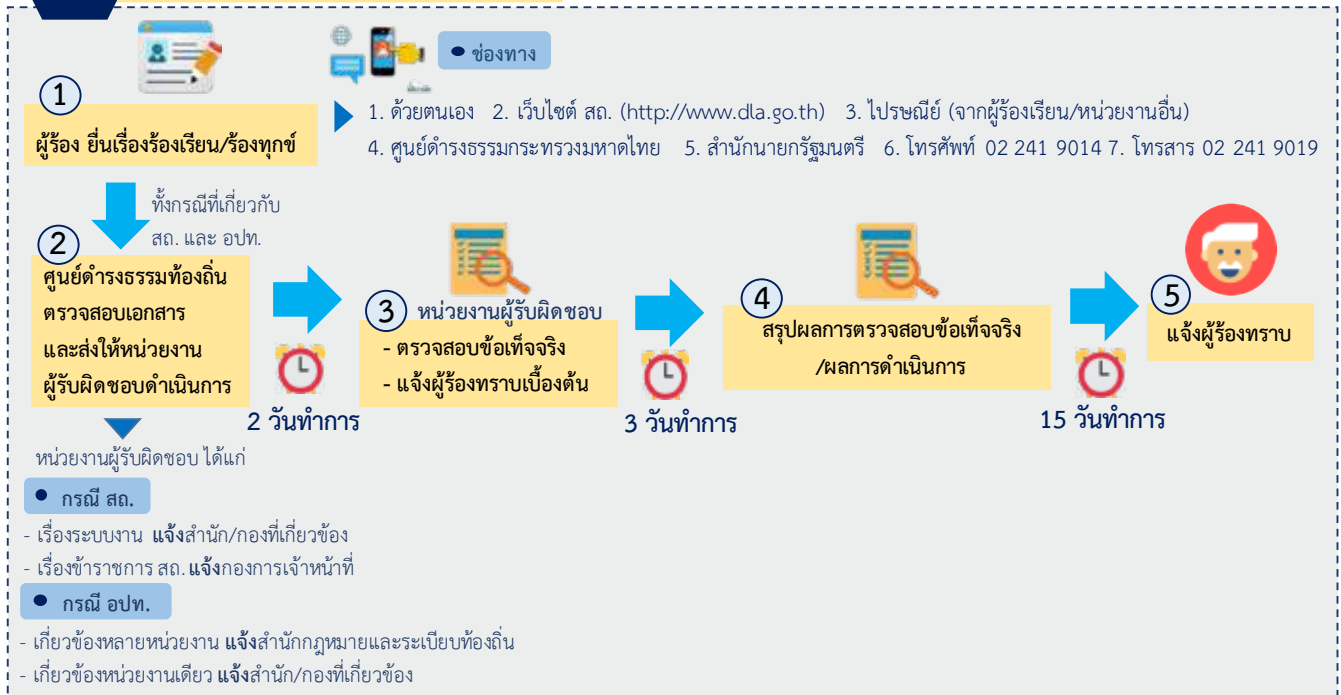 • ช่องทาง
1
ผู้ร้อง ยื่นเรื่องร้องเรียน/ร้องทุกข์
1. ด้วยตนเอง 2. เว็บไซต์ สถ. (http://www.dla.go.th) 3. ไปรษณีย์ (จากผู้ร้องเรียน/หน่วยงานอื่น)
4. ศูนย์ดำรงธรรมกระทรวงมหาดไทย 5. สำนักนายกรัฐมนตรี 6. โทรศัพท์ 02 241 9014 7. โทรสาร 02 241 9019
ทั้งกรณีที่เกี่ยวกับ
สถ. และ อปท.
2
ศูนย์ดำรงธรรมท้องถิ่น
ตรวจสอบเอกสาร
และส่งให้หน่วยงาน
ผู้รับผิดชอบดำเนินการ
2 วันทำการ
3 หน่วยงานผู้รับผิดชอบ
- ตรวจสอบข้อเท็จจริง
- แจ้งผู้ร้องทราบเบื้องต้น
3 วันทำการ
4
สรุปผลการตรวจสอบข้อเท็จจริง
/ผลการดำเนินการ
15 วันทำการ
5
แจ้งผู้ร้องทราบ
หน่วยงานผู้รับผิดชอบ ได้แก่
• กรณี สถ.
- เรื่องระบบงาน แจ้งสำนัก/กองที่เกี่ยวข้อง
- เรื่องข้าราชการ สถ. แจ้งกองการเจ้าหน้าที่
• กรณี อปท.
- เกี่ยวข้องหลายหน่วยงาน แจ้งสำนักกฎหมายและระเบียบท้องถิ่น
- เกี่ยวข้องหน่วยงานเดียว แจ้งสำนัก/กองที่เกี่ยวข้อง